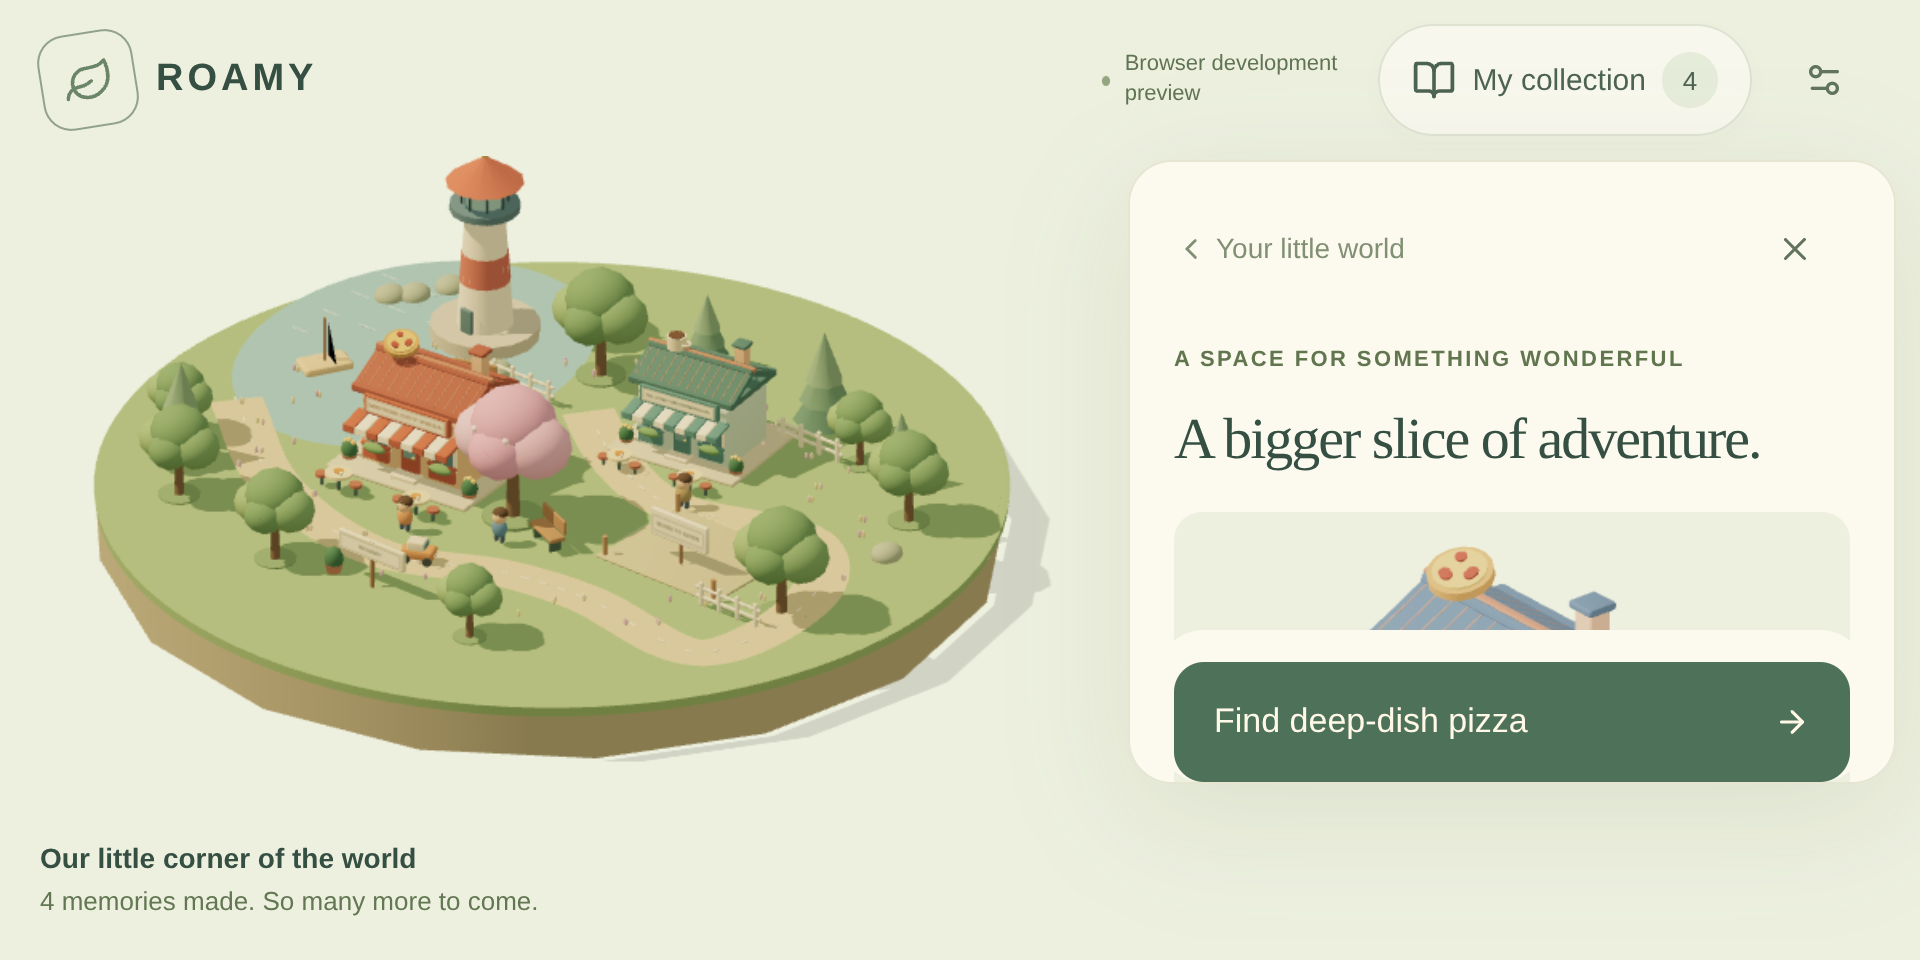 ROAMY
Browser development
preview
My collection
4
Your little world
A SPACE FOR SOMETHING WONDERFUL
A bigger slice of adventure.
Find deep-dish pizza
Our little corner of the world
4 memories made. So many more to come.